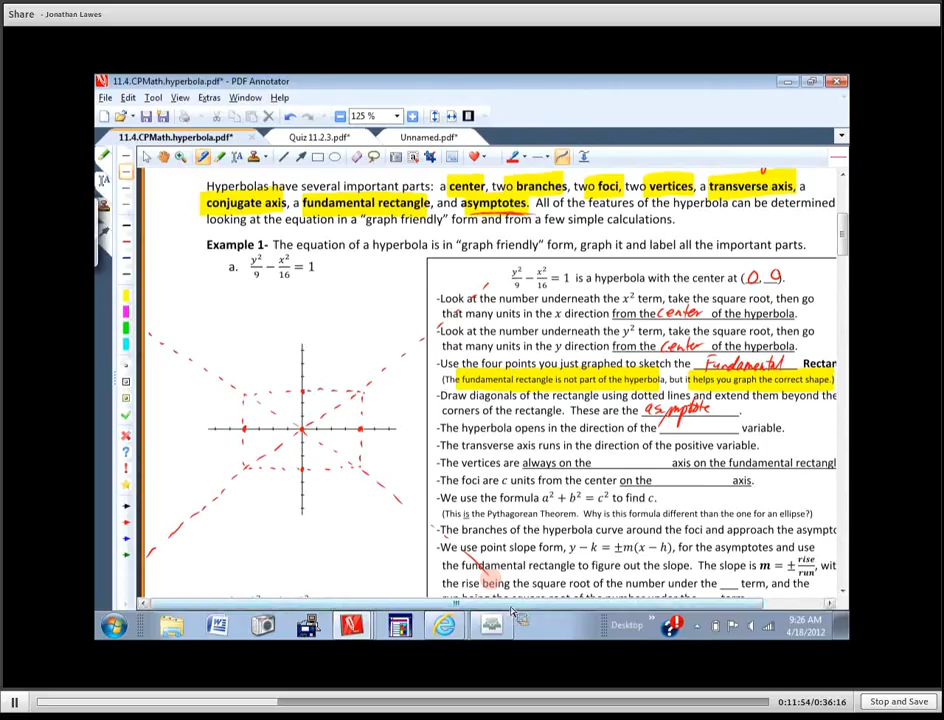 Share - Jonathan Lawes
11.4.CPMath.hyperbola.pdf* - PDF Annotator
File Edit Tool View Extras Window Help
125 %
11.4.CPMath.hyperbola.pdf* Quiz 11.2.3.pdf* Unnamed.pdf*
Hyperbolas have several important parts: a center, two branches, two foci, two vertices, a transverse axis, a
conjugate axis, a fundamental rectangle, and asymptotes. All of the features of the hyperbola can be determined
looking at the equation in a “graph friendly” form and from a few simple calculations.
Example 1- The equation of a hyperbola is in “graph friendly” form, graph it and label all the important parts.
a. y²/9 − x²/16 = 1
y²/9 − x²/16 = 1 is a hyperbola with the center at (0, 9
-Look at the number underneath the x² term, take the square root, then go
that many units in the x direction from the center of the hyperbola.
-Look at the number underneath the y² term, take the square root, then go
that many units in the y direction from the center of the hyperbola.
-Use the four points you just graphed to sketch the Fundamental Rectan
(The fundamental rectangle is not part of the hyperbola, but it helps you graph the correct shape.)
-Draw diagonals of the rectangle using dotted lines and extend them beyond the
corners of the rectangle. These are the asymptote.
-The hyperbola opens in the direction of the ________ variable.
-The transverse axis runs in the direction of the positive variable.
-The vertices are always on the ________ axis on the fundamental rectangl
-The foci are c units from the center on the ________ axis.
-We use the formula a² + b² = c² to find c.
(This is the Pythagorean Theorem. Why is this formula different than the one for an ellipse?)
-The branches of the hyperbola curve around the foci and approach the asympto
-We use point slope form, y − k = ±m(x − h), for the asymptotes and use
the fundamental rectangle to figure out the slope. The slope is m = ± rise/run, wit
the rise being the square root of the number under the ___ term, and the
Desktop
9:26 AM
4/18/2012
0:11:54/0:36:16
Stop and Save